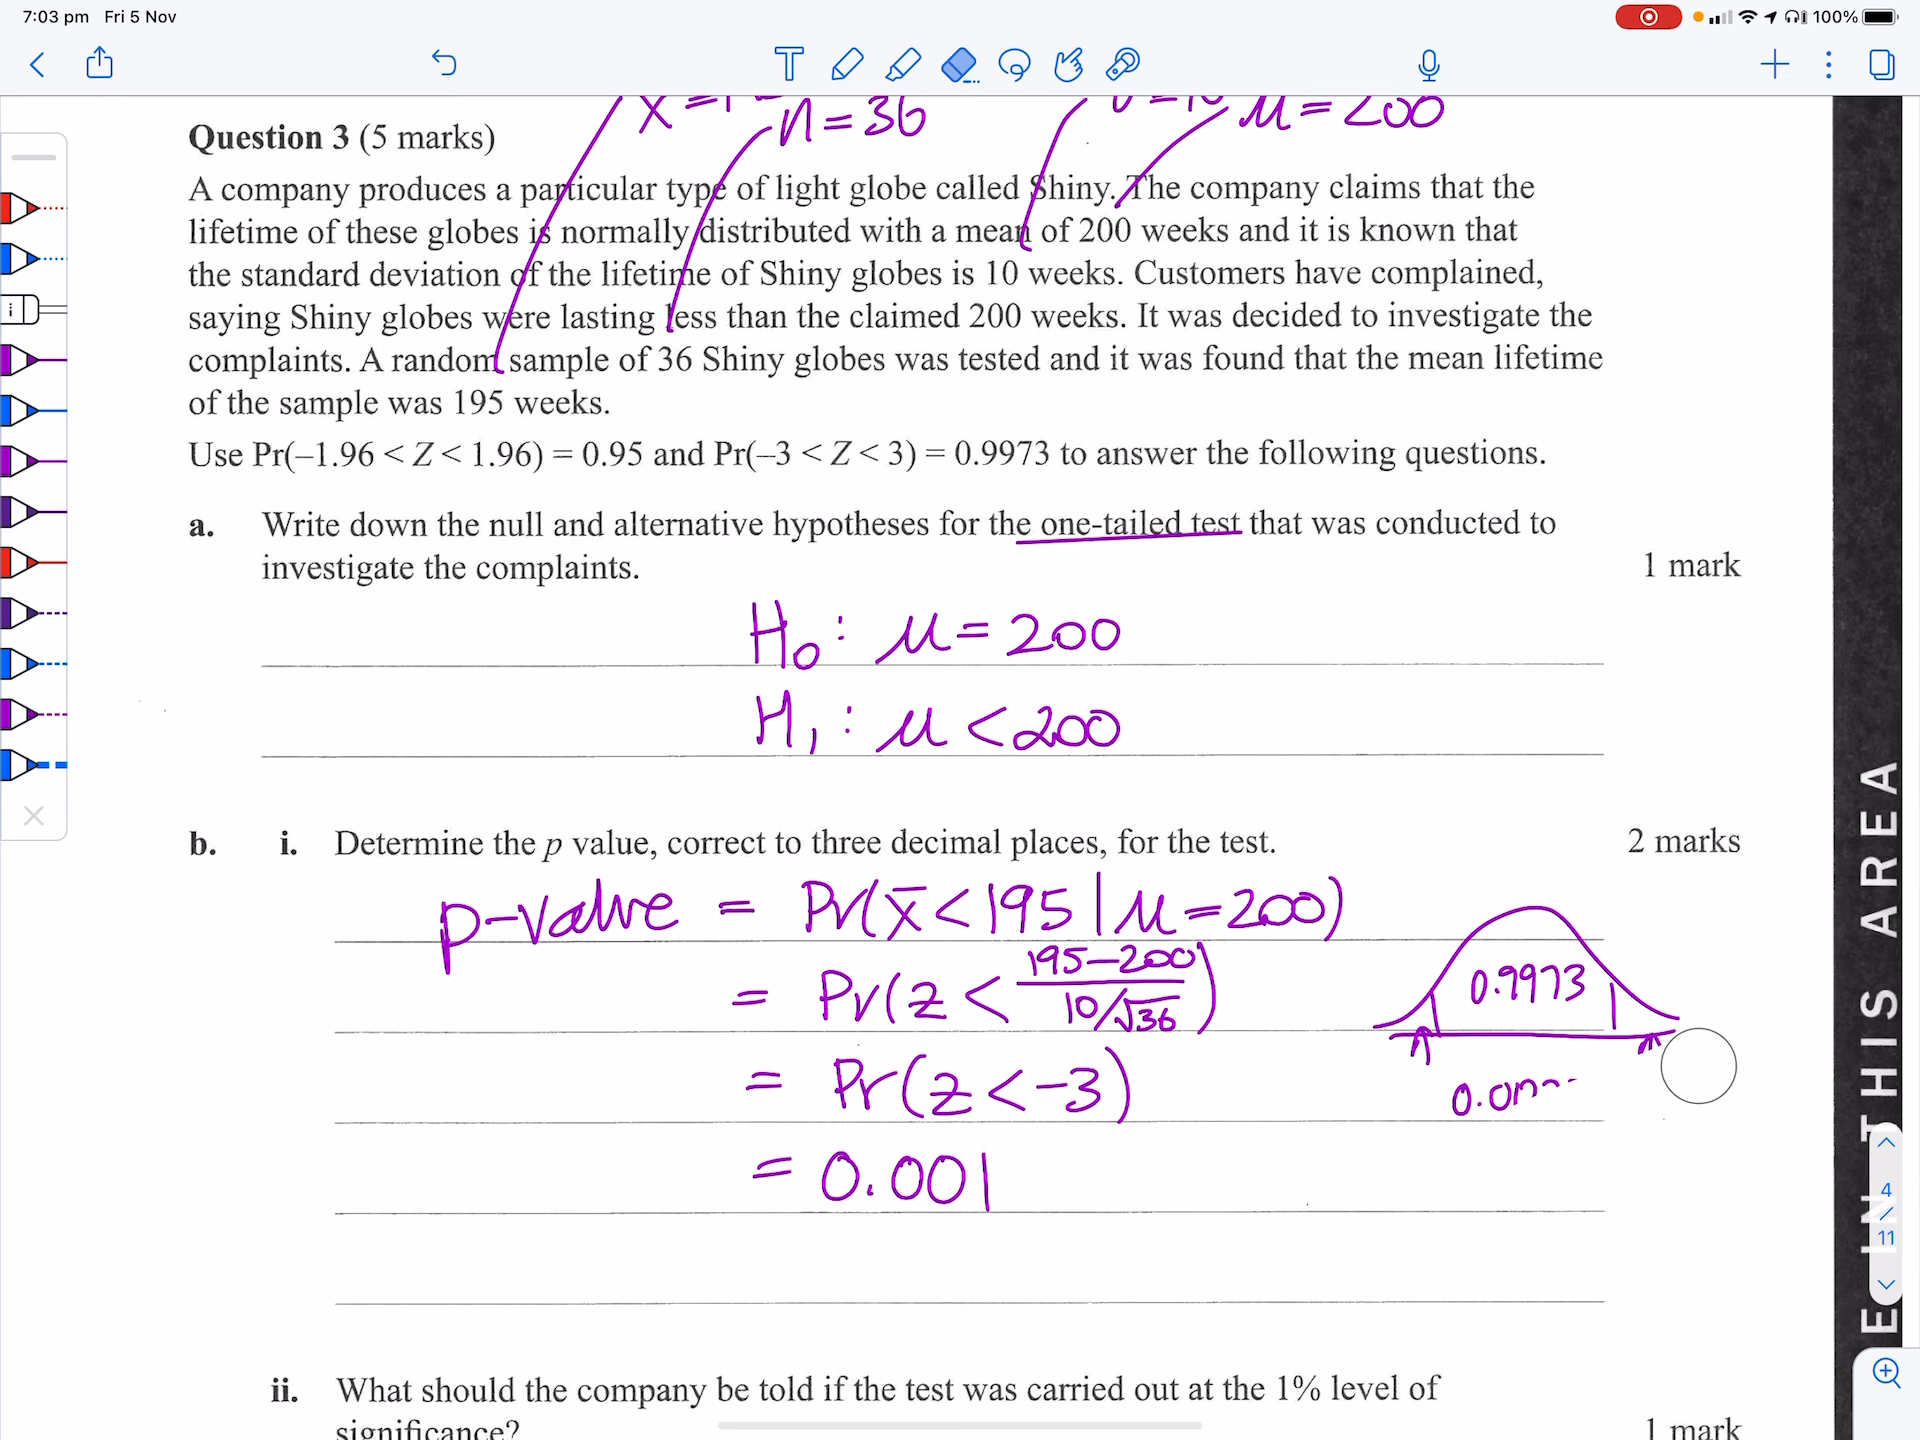 7:03 pm Fri 5 Nov
100%
n = 36
μ = 200
Question 3 (5 marks)
A company produces a particular type of light globe called Shiny. The company claims that the
lifetime of these globes is normally distributed with a mean of 200 weeks and it is known that
the standard deviation of the lifetime of Shiny globes is 10 weeks. Customers have complained,
saying Shiny globes were lasting less than the claimed 200 weeks. It was decided to investigate the
complaints. A random sample of 36 Shiny globes was tested and it was found that the mean lifetime
of the sample was 195 weeks.
Use Pr(–1.96 < Z < 1.96) = 0.95 and Pr(–3 < Z < 3) = 0.9973 to answer the following questions.
a. Write down the null and alternative hypotheses for the one-tailed test that was conducted to
investigate the complaints. 1 mark
H₀ : μ = 200
H₁ : μ < 200
b. i. Determine the p value, correct to three decimal places, for the test. 2 marks
p-value = Pr(x̄ < 195 | μ = 200)
= Pr(z < (195–200)/(10/√36))
= Pr(z < -3)
= 0.001
0.9973
ii. What should the company be told if the test was carried out at the 1% level of
significance? 1 mark
E IN THIS AREA
4
/
11